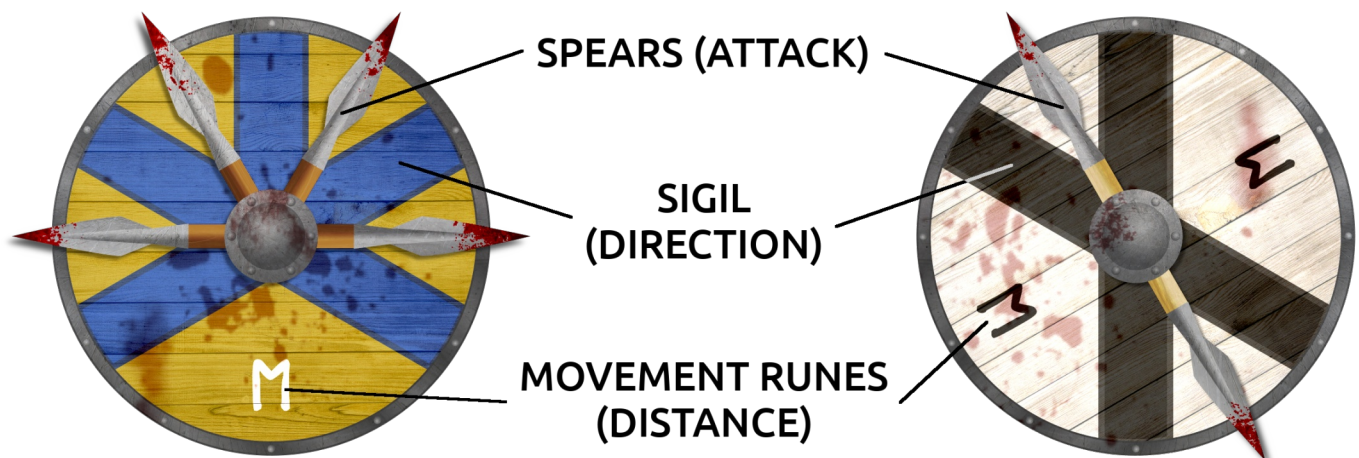 SPEARS (ATTACK)
SIGIL
(DIRECTION)
MOVEMENT RUNES
(DISTANCE)
ᛖ
ᛖ
ᛖ